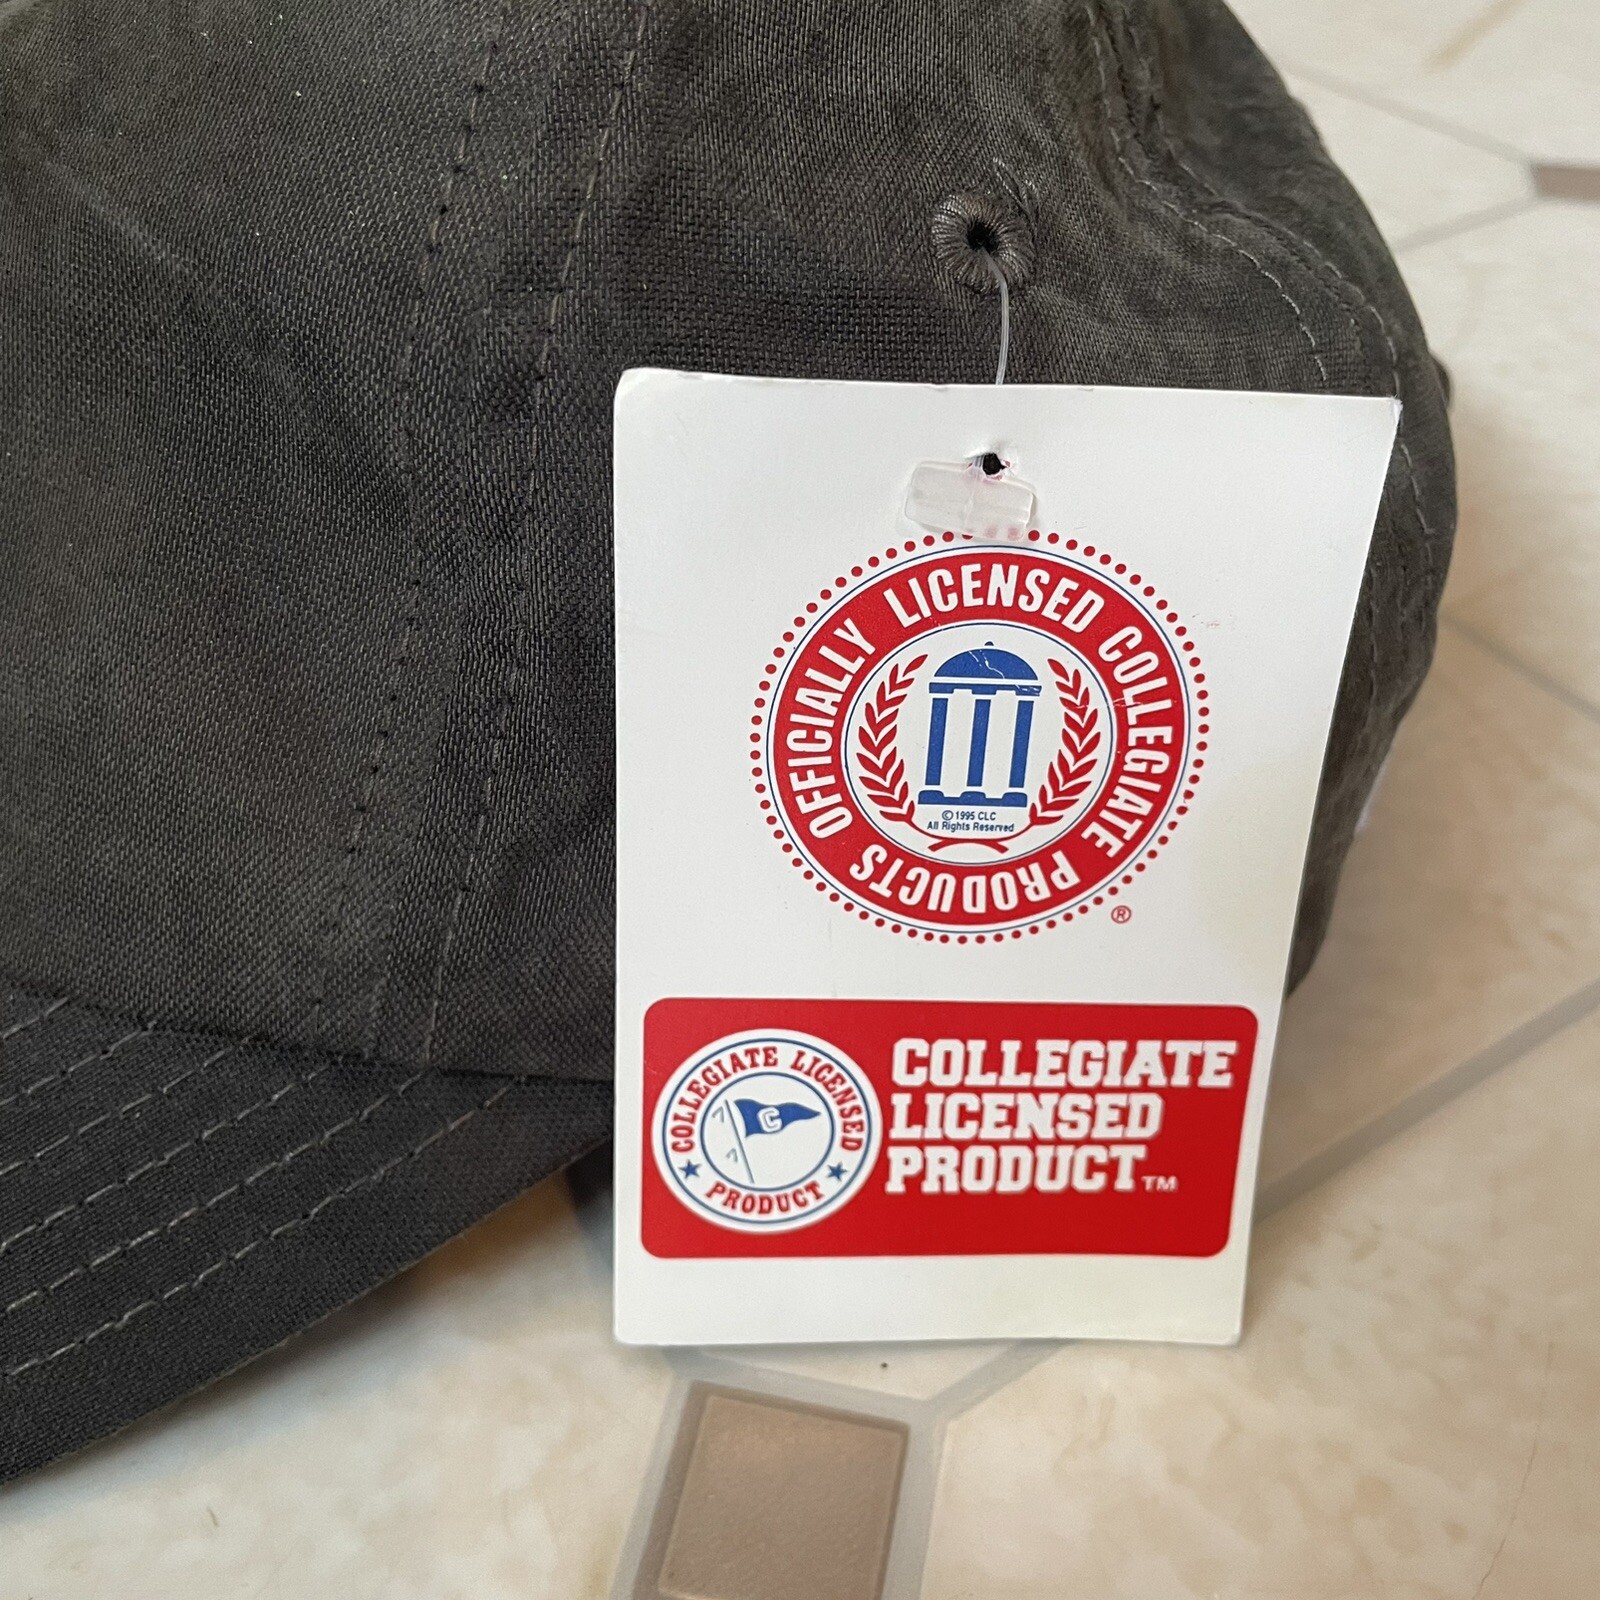 OFFICIALLY LICENSED COLLEGIATE PRODUCTS
© 1995 CLC
All Rights Reserved
®
COLLEGIATE LICENSED
C
PRODUCT
COLLEGIATE
LICENSED
PRODUCT™